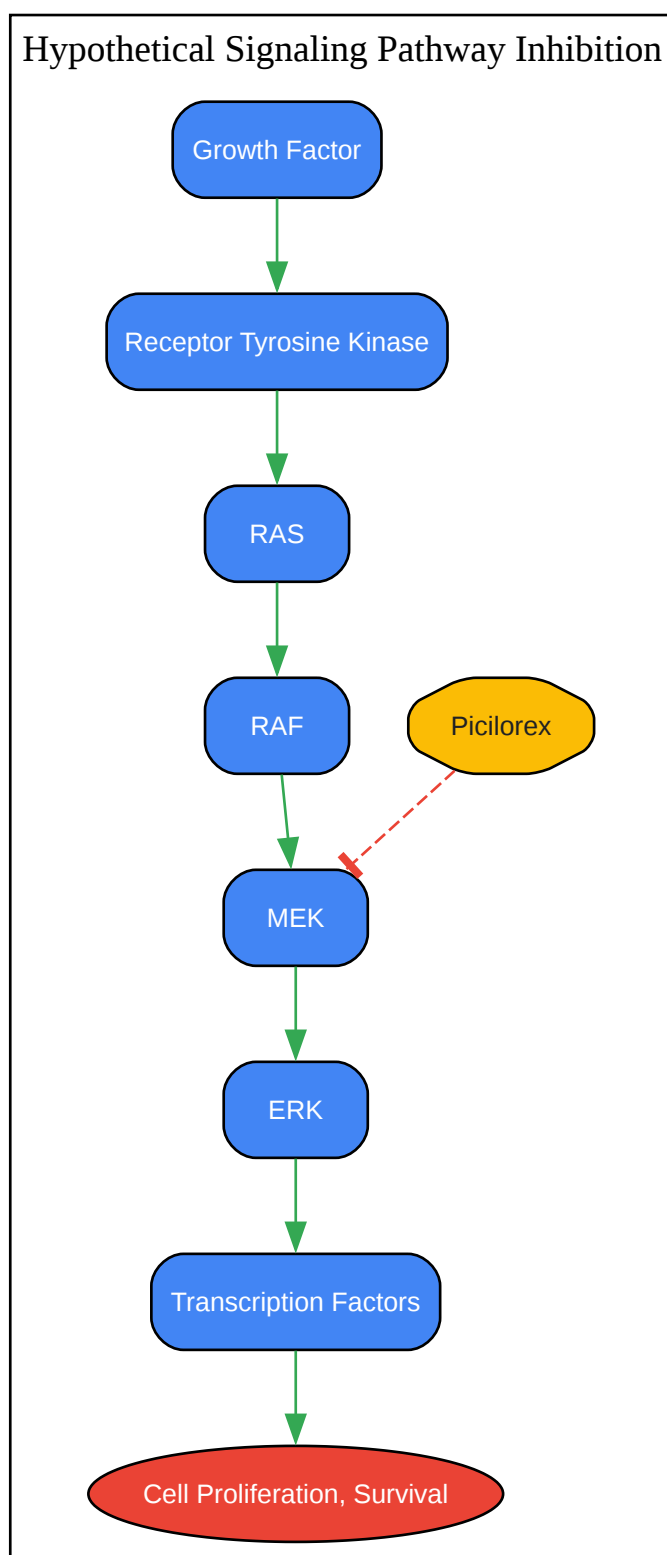 Hypothetical Signaling Pathway Inhibition
Growth Factor
Receptor Tyrosine Kinase
RAS
RAF
Picilorex
MEK
ERK
Transcription Factors
Cell Proliferation, Survival